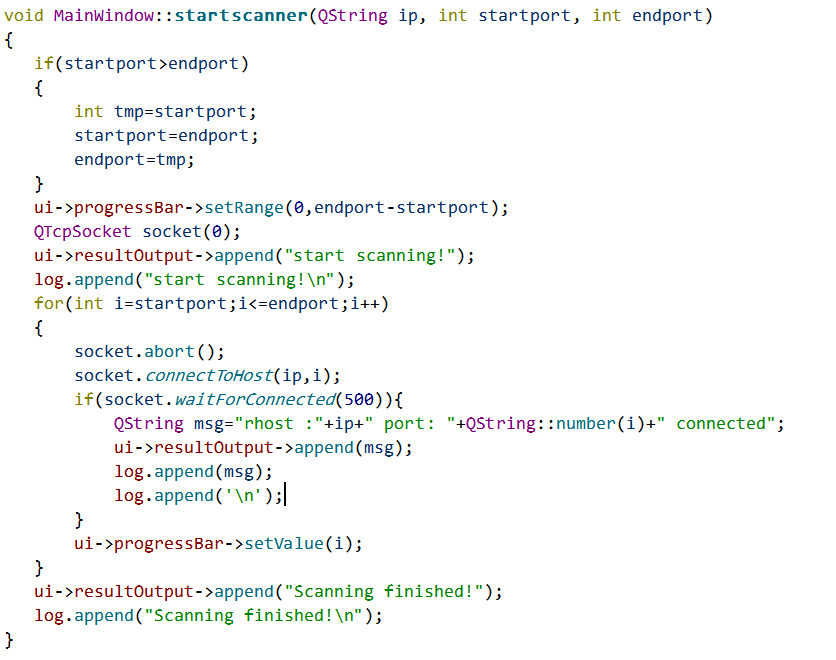 void MainWindow::startscanner(QString ip, int startport, int endport)
{
if(startport>endport)
{
int tmp=startport;
startport=endport;
endport=tmp;
}
ui->progressBar->setRange(0,endport-startport);
QTcpSocket socket(0);
ui->resultOutput->append("start scanning!");
log.append("start scanning!\n");
for(int i=startport;i<=endport;i++)
{
socket.abort();
socket.connectToHost(ip,i);
if(socket.waitForConnected(500)){
QString msg="rhost :"+ip+" port: "+QString::number(i)+" connected";
ui->resultOutput->append(msg);
log.append(msg);
log.append('\n');
}
ui->progressBar->setValue(i);
}
ui->resultOutput->append("Scanning finished!");
log.append("Scanning finished!\n");
}